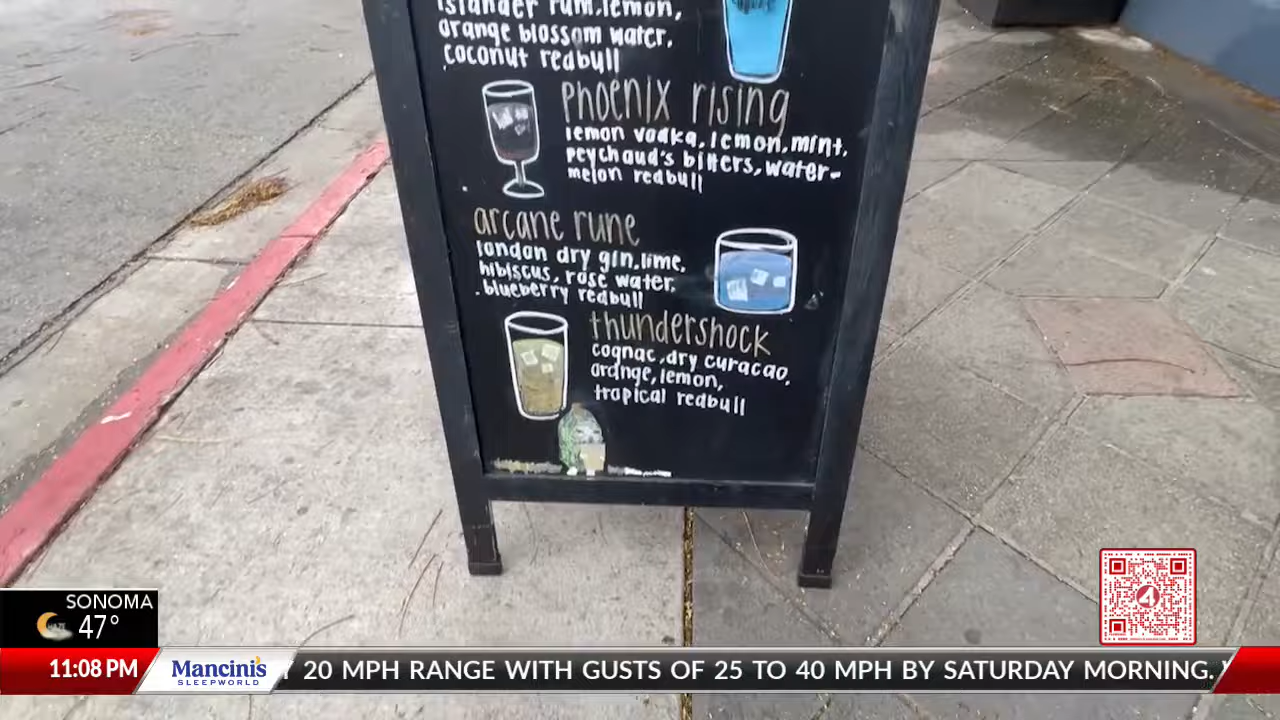 islander rum, lemon,
orange blossom water,
coconut redbull
phoenix rising
lemon vodka, lemon, mint,
peychaud's bitters, water-
melon redbull
arcane rune
london dry gin, lime,
hibiscus, rose water,
blueberry redbull
thundershock
cognac, dry curacao,
orange, lemon,
tropical redbull
SONOMA
HAZE
47°
11:08 PM
Mancini's
SLEEPWORLD
20 MPH RANGE WITH GUSTS OF 25 TO 40 MPH BY SATURDAY MORNING.
4